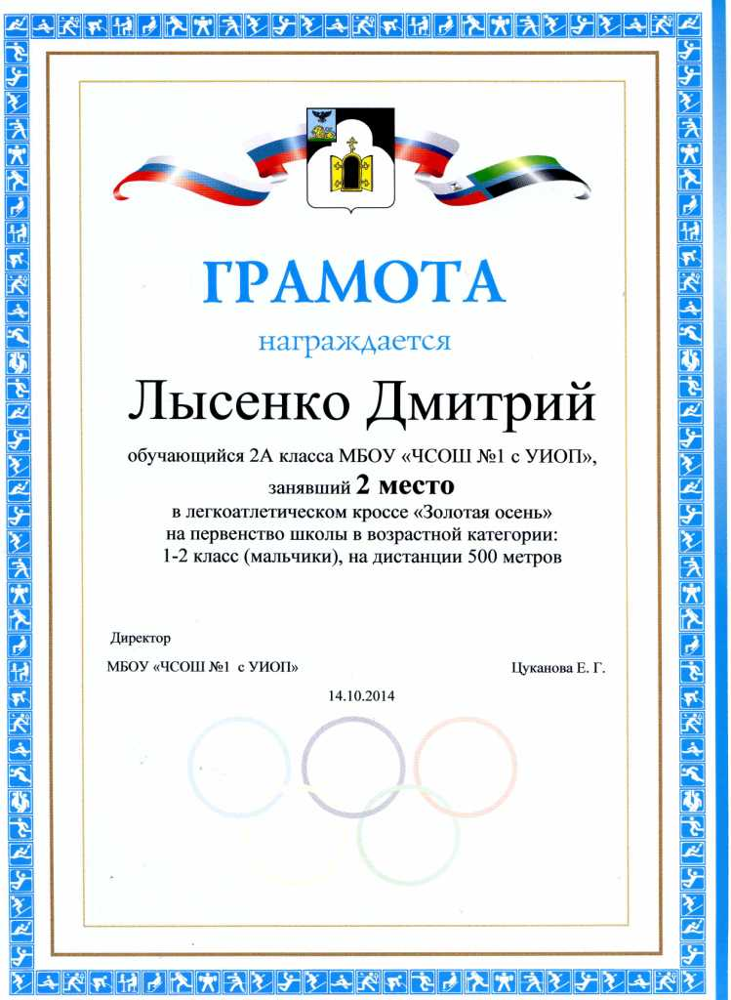 ГРАМОТА
награждается
Лысенко Дмитрий
обучающийся 2А класса МБОУ «ЧСОШ №1 с УИОП»,
занявший 2 место
в легкоатлетическом кроссе «Золотая осень»
на первенство школы в возрастной категории:
1-2 класс (мальчики), на дистанции 500 метров
Директор
МБОУ «ЧСОШ №1 с УИОП» Цуканова Е. Г.
14.10.2014